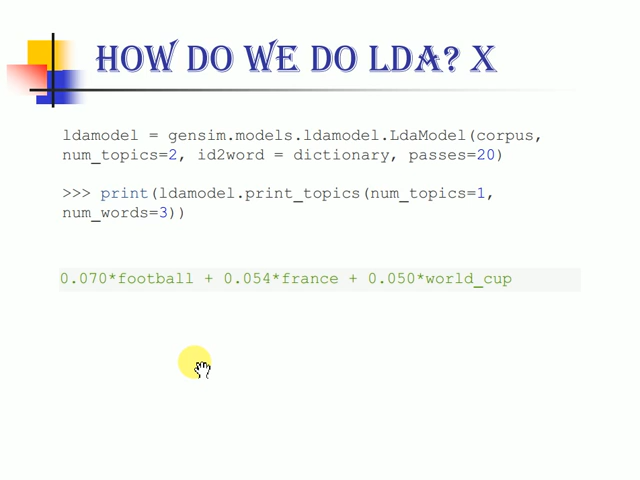 How do we do LDA? X
ldamodel = gensim.models.ldamodel.LdaModel(corpus,
num_topics=2, id2word = dictionary, passes=20)
>>> print(ldamodel.print_topics(num_topics=1,
num_words=3))
0.070*football + 0.054*france + 0.050*world_cup